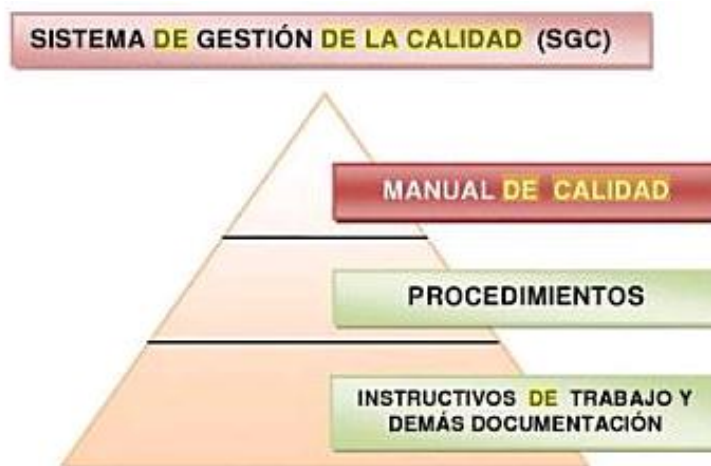 SISTEMA DE GESTIÓN DE LA CALIDAD (SGC)
MANUAL DE CALIDAD
PROCEDIMIENTOS
INSTRUCTIVOS DE TRABAJO Y
DEMÁS DOCUMENTACIÓN